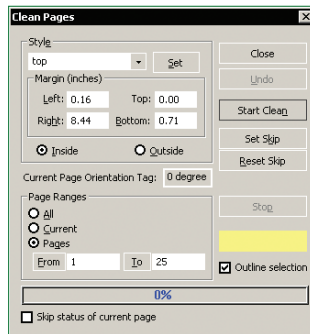 Clean Pages
Style
top
Set
Margin (inches)
Left: 0.16 Top: 0.00
Right: 8.44 Bottom: 0.71
Inside Outside
Current Page Orientation Tag: 0 degree
Page Ranges
All
Current
Pages
From 1 To 25
0%
Skip status of current page
Close
Undo
Start Clean
Set Skip
Reset Skip
Stop
Outline selection